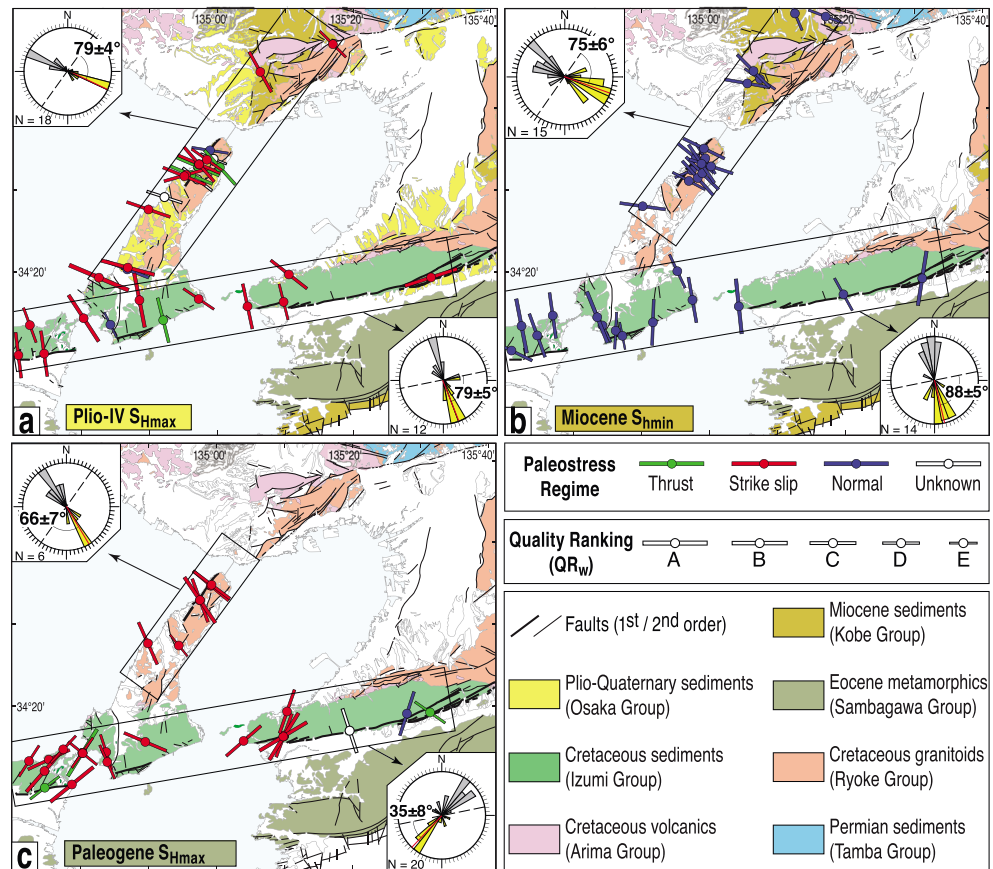 135°00' 135°20' 135°40'
N
79±4°
N = 18
34°20'
N
79±5°
N = 12
a
Plio-IV SHmax
135°00' 135°20' 135°40'
N
75±6°
N = 15
34°20'
N
88±5°
N = 14
b
Miocene Shmin
135°00' 135°20' 135°40'
N
66±7°
N = 6
34°20'
N
35±8°
N = 20
c
Paleogene SHmax
Paleostress
Regime
Thrust Strike slip Normal Unknown
Quality Ranking
(QRw)
A B C D E
Faults (1st / 2nd order)
Miocene sediments
(Kobe Group)
Plio-Quaternary sediments
(Osaka Group)
Eocene metamorphics
(Sambagawa Group)
Cretaceous sediments
(Izumi Group)
Cretaceous granitoids
(Ryoke Group)
Cretaceous volcanics
(Arima Group)
Permian sediments
(Tamba Group)